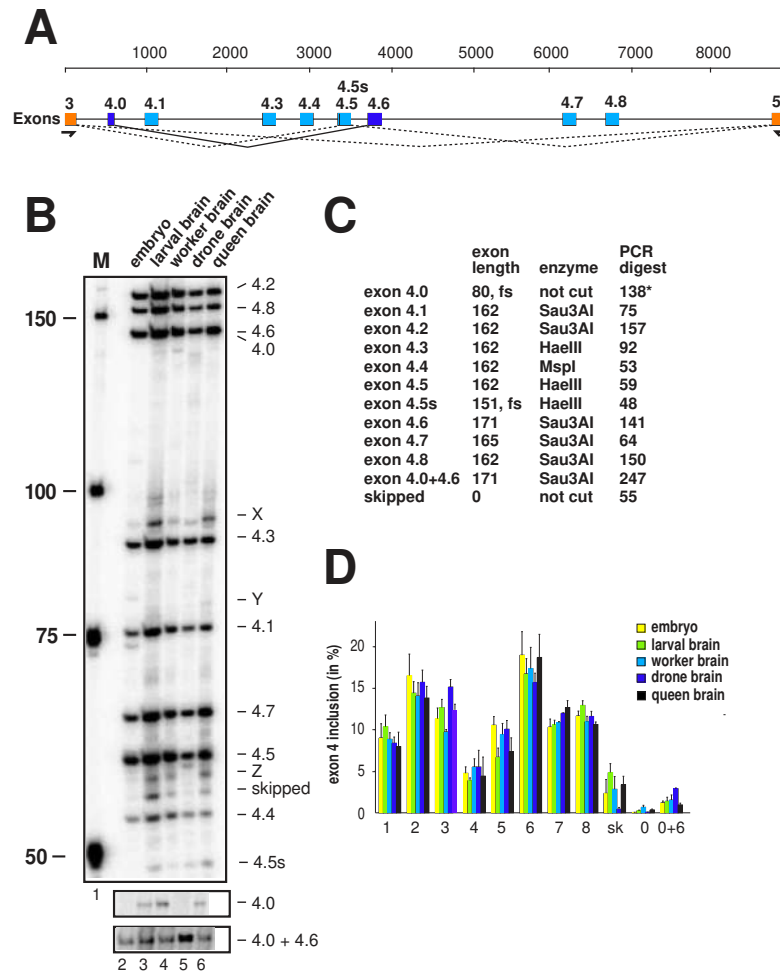 A
1000 2000 3000 4000 6000 7000 8000
4.5s
3 4.0 4.1 4.3 4.4 4.5 4.6 4.7 4.8 5
Exons
B
M embryo larval brain worker brain drone brain queen brain
4.2
150
4.8
4.6
4.0
100
X
4.3
Y
75
4.1
4.7
4.5
Z
skipped
4.4
50
4.5s
1
4.0
4.0 + 4.6
2 3 4 5 6
C
exon length enzyme PCR digest
exon 4.0 80, fs not cut 138*
exon 4.1 162 Sau3AI 75
exon 4.2 162 Sau3AI 157
exon 4.3 162 HaeIII 92
exon 4.4 162 MspI 53
exon 4.5 162 HaeIII 59
exon 4.5s 151, fs HaeIII 48
exon 4.6 171 Sau3AI 141
exon 4.7 165 Sau3AI 64
exon 4.8 162 Sau3AI 150
exon 4.0+4.6 171 Sau3AI 247
skipped 0 not cut 55
D
exon 4 inclusion (in %)
20
15
10
5
0
1 2 3 4 5 6 7 8 sk 0 0+6
embryo
larval brain
worker brain
drone brain
queen brain